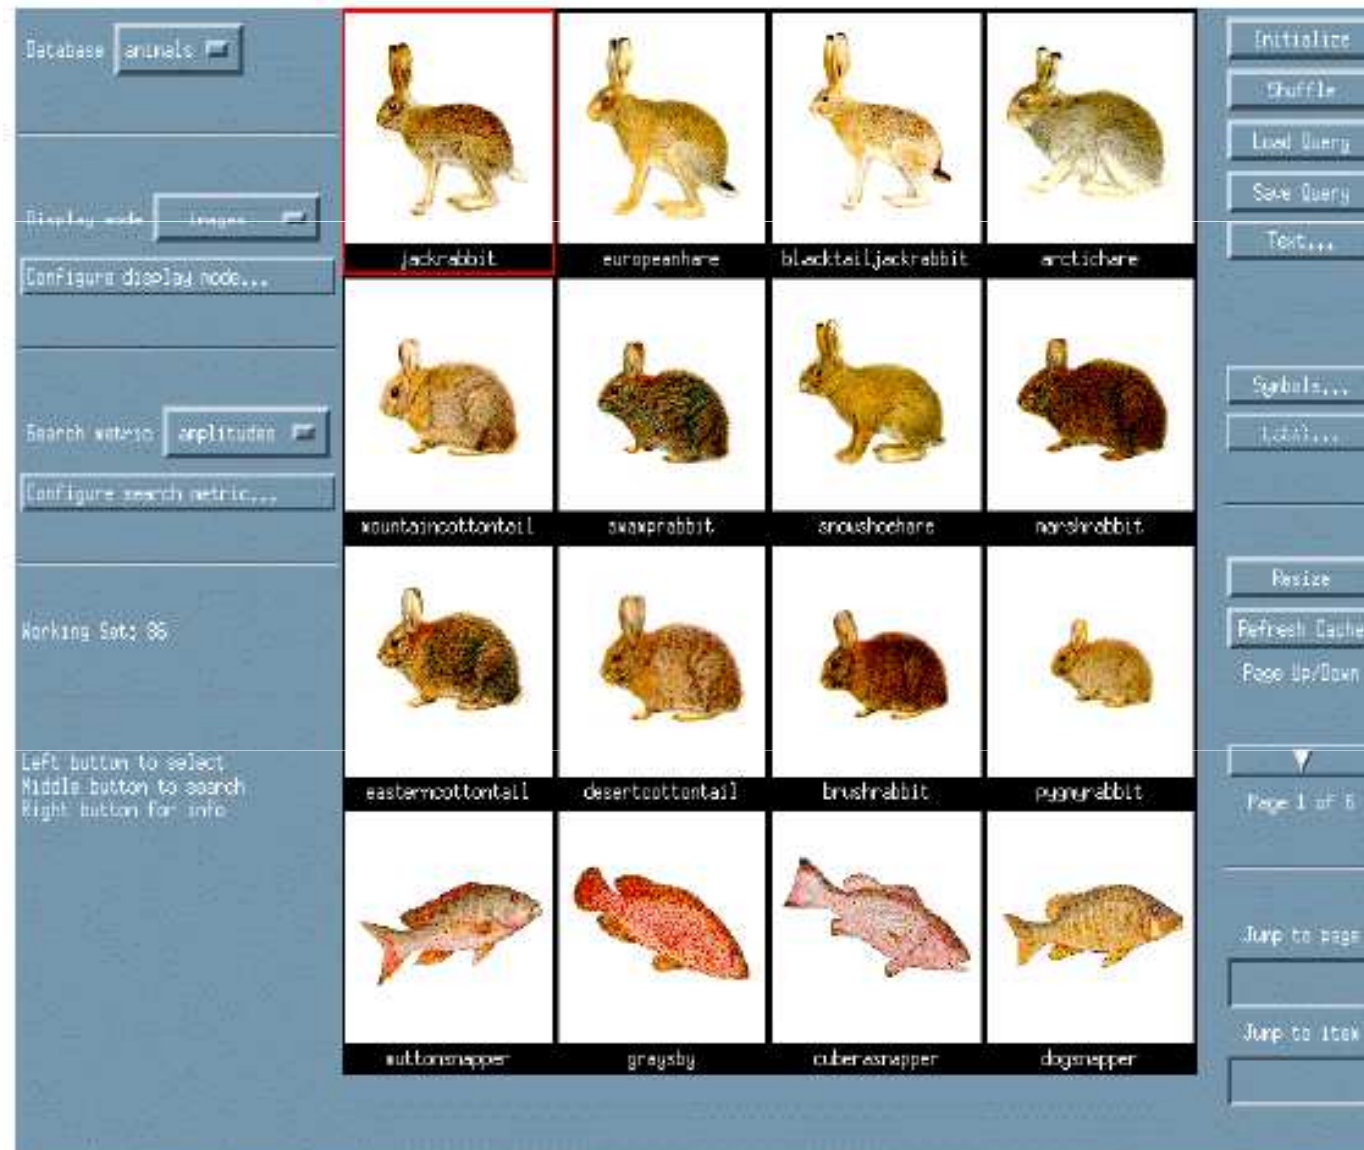 Database animals
Display mode images
Configure display mode...
Search metric amplitudes
Configure search metric...
Working Set: 86
Left button to select
Middle button to search
Right button for info
jackrabbit europeanhare blacktailjackrabbit arctichare
mountaincottontail swamprabbit snowshoehare marshrabbit
easterncottontail desertcottontail brushrabbit pygmyrabbit
muttonsnapper graysby cuberasnapper dogsnapper
Initialize
Shuffle
Load Query
Save Query
Text...
Symbols...
Label...
Resize
Refresh Cache
Page Up/Down
Page 1 of 6
Jump to page
Jump to item